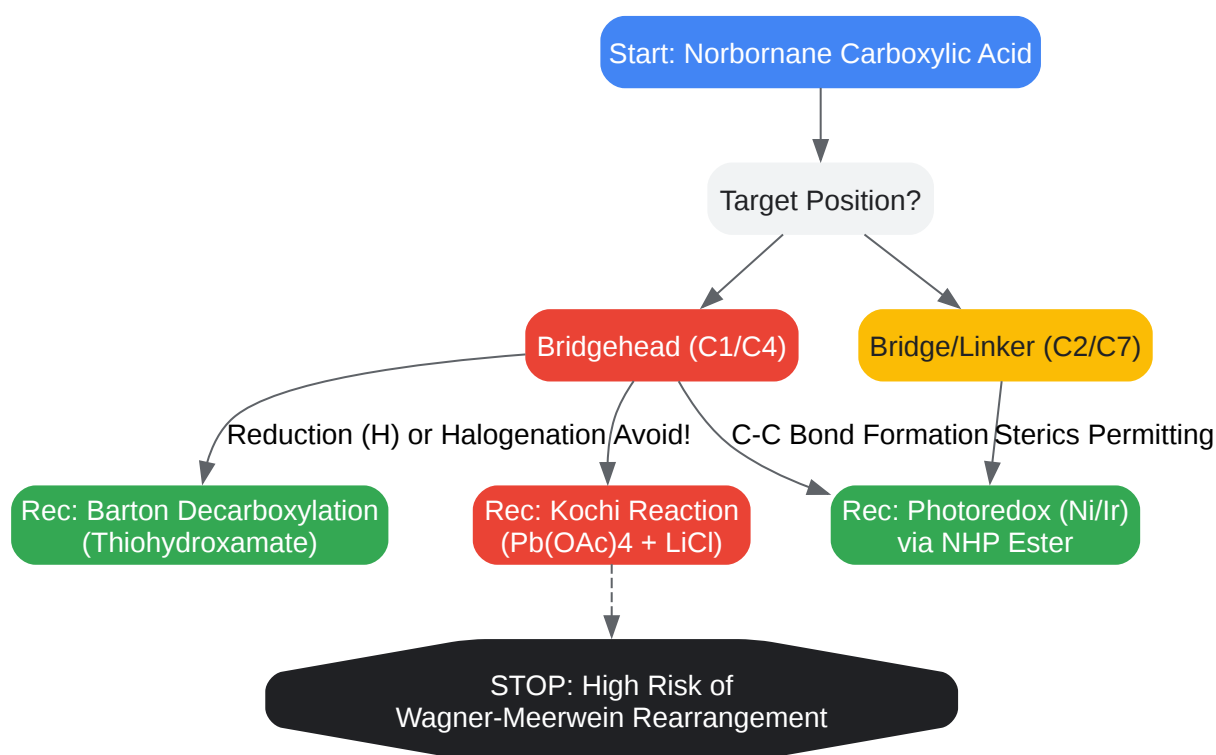 Start: Norbornane Carboxylic Acid
Target Position?
Bridgehead (C1/C4)
Bridge/Linker (C2/C7)
Reduction (H) or Halogenation
Avoid!
C-C Bond Formation
Sterics Permitting
Rec: Barton Decarboxylation
(Thiohydroxamate)
Rec: Kochi Reaction
(Pb(OAc)4 + LiCl)
Rec: Photoredox (Ni/Ir)
via NHP Ester
STOP: High Risk of
Wagner-Meerwein Rearrangement